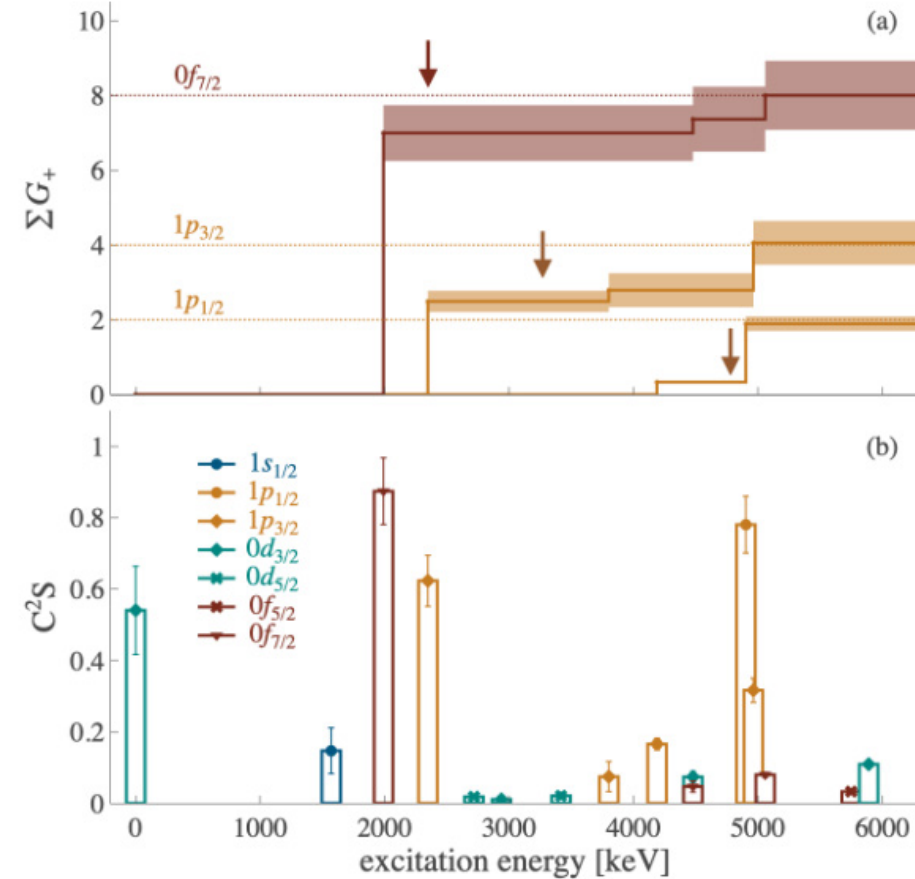 (a)
10
8
6
4
2
0
ΣG₊
0f₇/₂
1p₃/₂
1p₁/₂
(b)
1
0.8
0.6
0.4
0.2
0
C²S
1s₁/₂
1p₁/₂
1p₃/₂
0d₃/₂
0d₅/₂
0f₅/₂
0f₇/₂
0 1000 2000 3000 4000 5000 6000
excitation energy [keV]